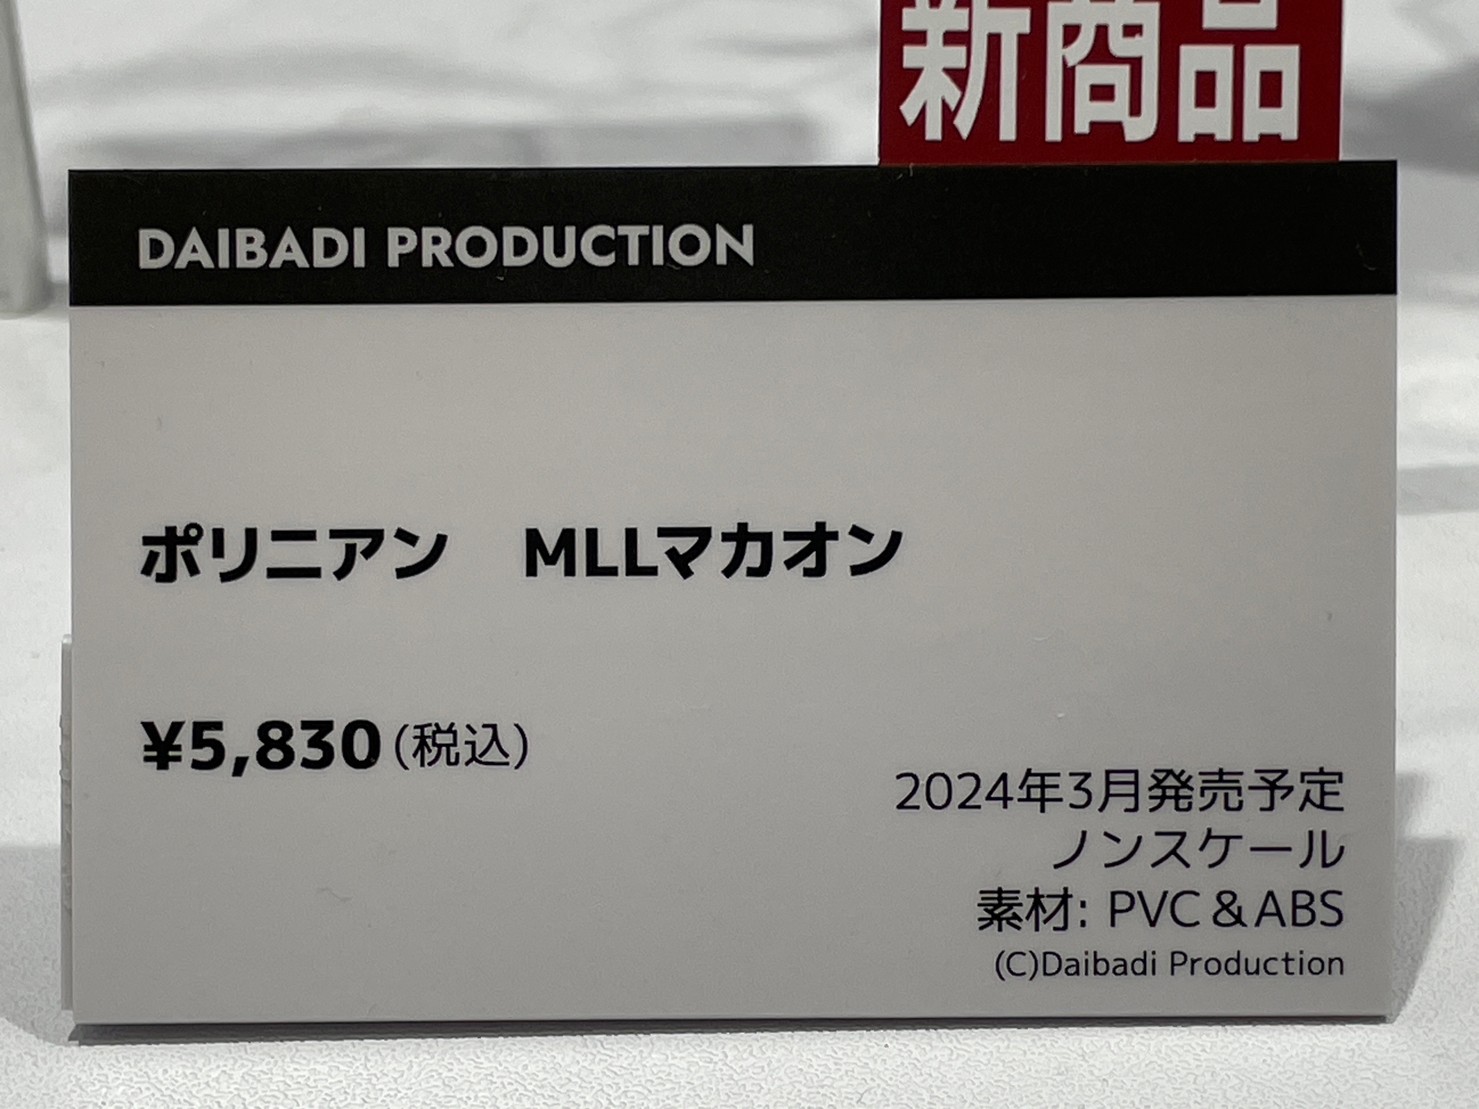 新商品
DAIBADI PRODUCTION
ポリニアン　MLLマカオン
¥5,830(税込)
2024年3月発売予定
ノンスケール
素材: PVC＆ABS
(C)Daibadi Production